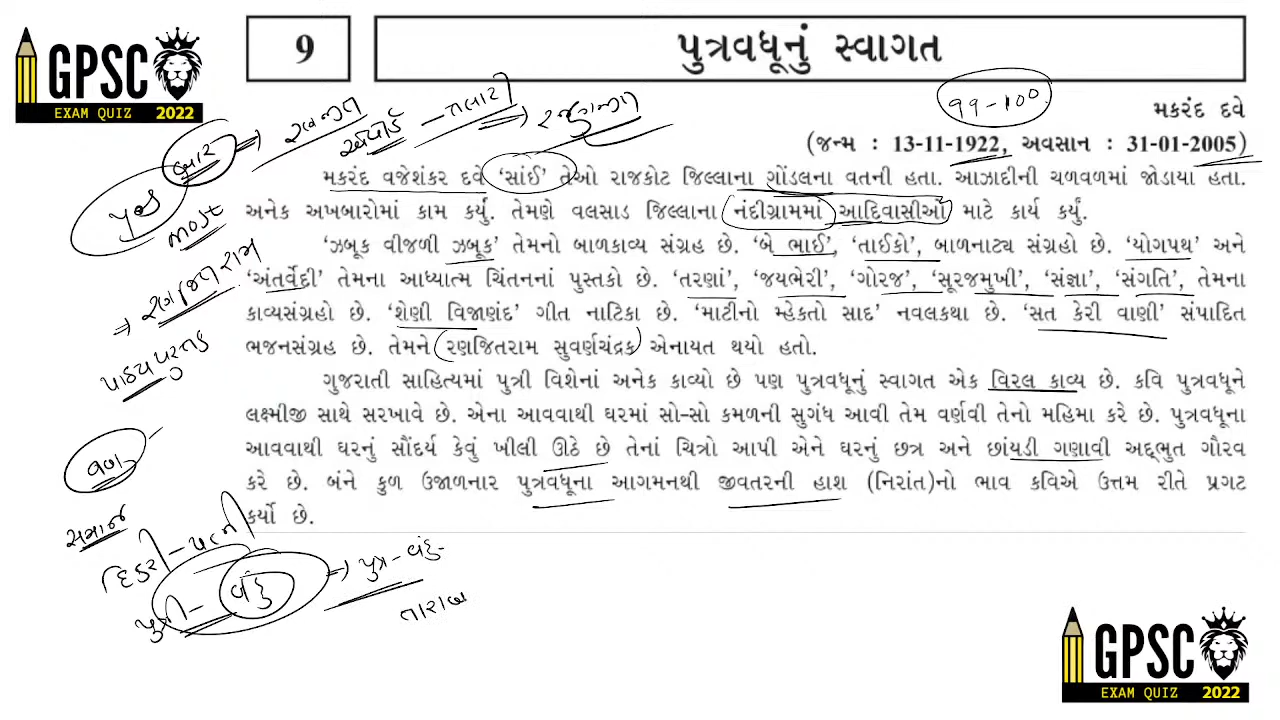 GPSC
EXAM QUIZ 2022
9
પુત્રવધૂનું સ્વાગત
99-100
મકરંદ દવે
(જન્મ : 13-11-1922, અવસાન : 31-01-2005)
મકરંદ વજેશંકર દવે ‘સાંઈ’ તેઓ રાજકોટ જિલ્લાના ગોંડલના વતની હતા. આઝાદીની ચળવળમાં જોડાયા હતા.
અનેક અખબારોમાં કામ કર્યું. તેમણે વલસાડ જિલ્લાના નંદીગ્રામમાં આદિવાસીઓ માટે કાર્ય કર્યું.
‘ઝબૂક વીજળી ઝબૂક’ તેમનો બાળકાવ્ય સંગ્રહ છે. ‘બે ભાઈ’, ‘તાઈકો’, બાળનાટ્ય સંગ્રહો છે. ‘યોગપથ’ અને
‘અંતર્વેદી’ તેમના આધ્યાત્મ ચિંતનનાં પુસ્તકો છે. ‘તરણાં’, ‘જયભેરી’, ‘ગોરજ’, ‘સૂરજમુખી’, ‘સંજ્ઞા’, ‘સંગતિ’, તેમના
કાવ્યસંગ્રહો છે. ‘શેણી વિજાણંદ’ ગીત નાટિકા છે. ‘માટીનો મ્હેકતો સાદ’ નવલકથા છે. ‘સત કેરી વાણી’ સંપાદિત
ભજનસંગ્રહ છે. તેમને રણજિતરામ સુવર્ણચંદ્રક એનાયત થયો હતો.
ગુજરાતી સાહિત્યમાં પુત્રી વિશેનાં અનેક કાવ્યો છે પણ પુત્રવધૂનું સ્વાગત એક વિરલ કાવ્ય છે. કવિ પુત્રવધૂને
લક્ષ્મીજી સાથે સરખાવે છે. એના આવવાથી ઘરમાં સો-સો કમળની સુગંધ આવી તેમ વર્ણવી તેનો મહિમા કરે છે. પુત્રવધૂના
આવવાથી ઘરનું સૌંદર્ય કેવું ખીલી ઊઠે છે તેનાં ચિત્રો આપી એને ઘરનું છત્ર અને છાંયડી ગણાવી અદ્ભુત ગૌરવ
કરે છે. બંને કુળ ઉજાળનાર પુત્રવધૂના આગમનથી જીવતરની હાશ (નિરાંત)નો ભાવ કવિએ ઉત્તમ રીતે પ્રગટ
કર્યો છે.
most
સમાજ
GPSC
EXAM QUIZ 2022